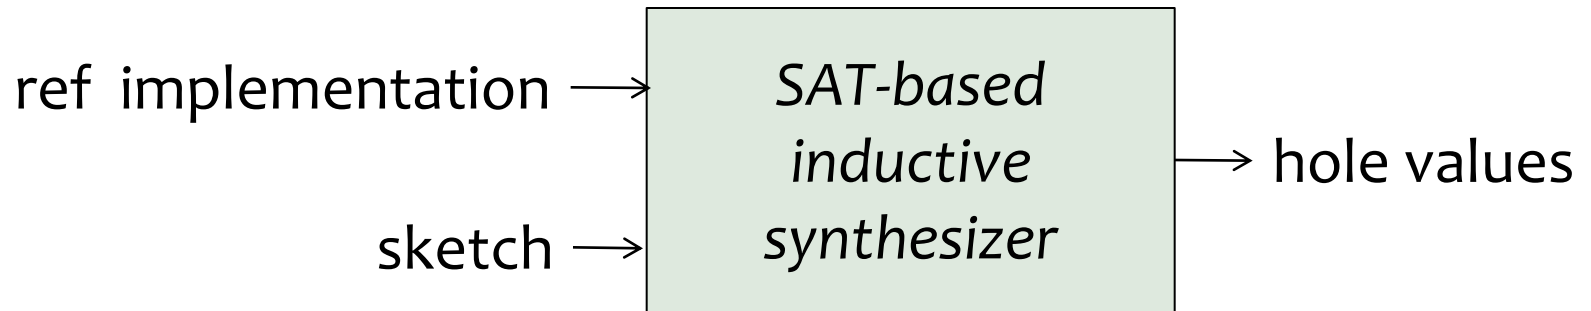 ref implementation
sketch
SAT-based
inductive
synthesizer
hole values